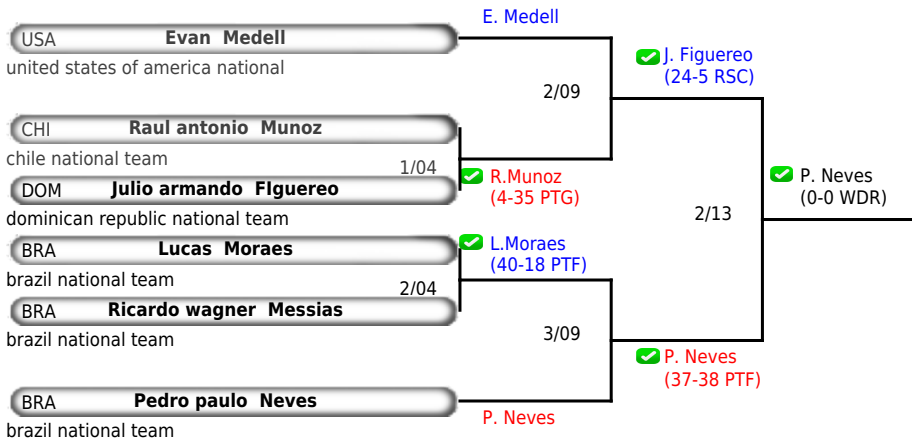 E. Medell
USA Evan Medell
united states of america national
J. Figuereo
(24-5 RSC)
2/09
CHI Raul antonio Munoz
chile national team
1/04
R.Munoz
(4-35 PTG)
DOM Julio armando FIguereo
dominican republic national team
P. Neves
(0-0 WDR)
2/13
BRA Lucas Moraes
brazil national team
L.Moraes
(40-18 PTF)
2/04
BRA Ricardo wagner Messias
brazil national team
3/09
P. Neves
(37-38 PTF)
BRA Pedro paulo Neves
brazil national team
P. Neves